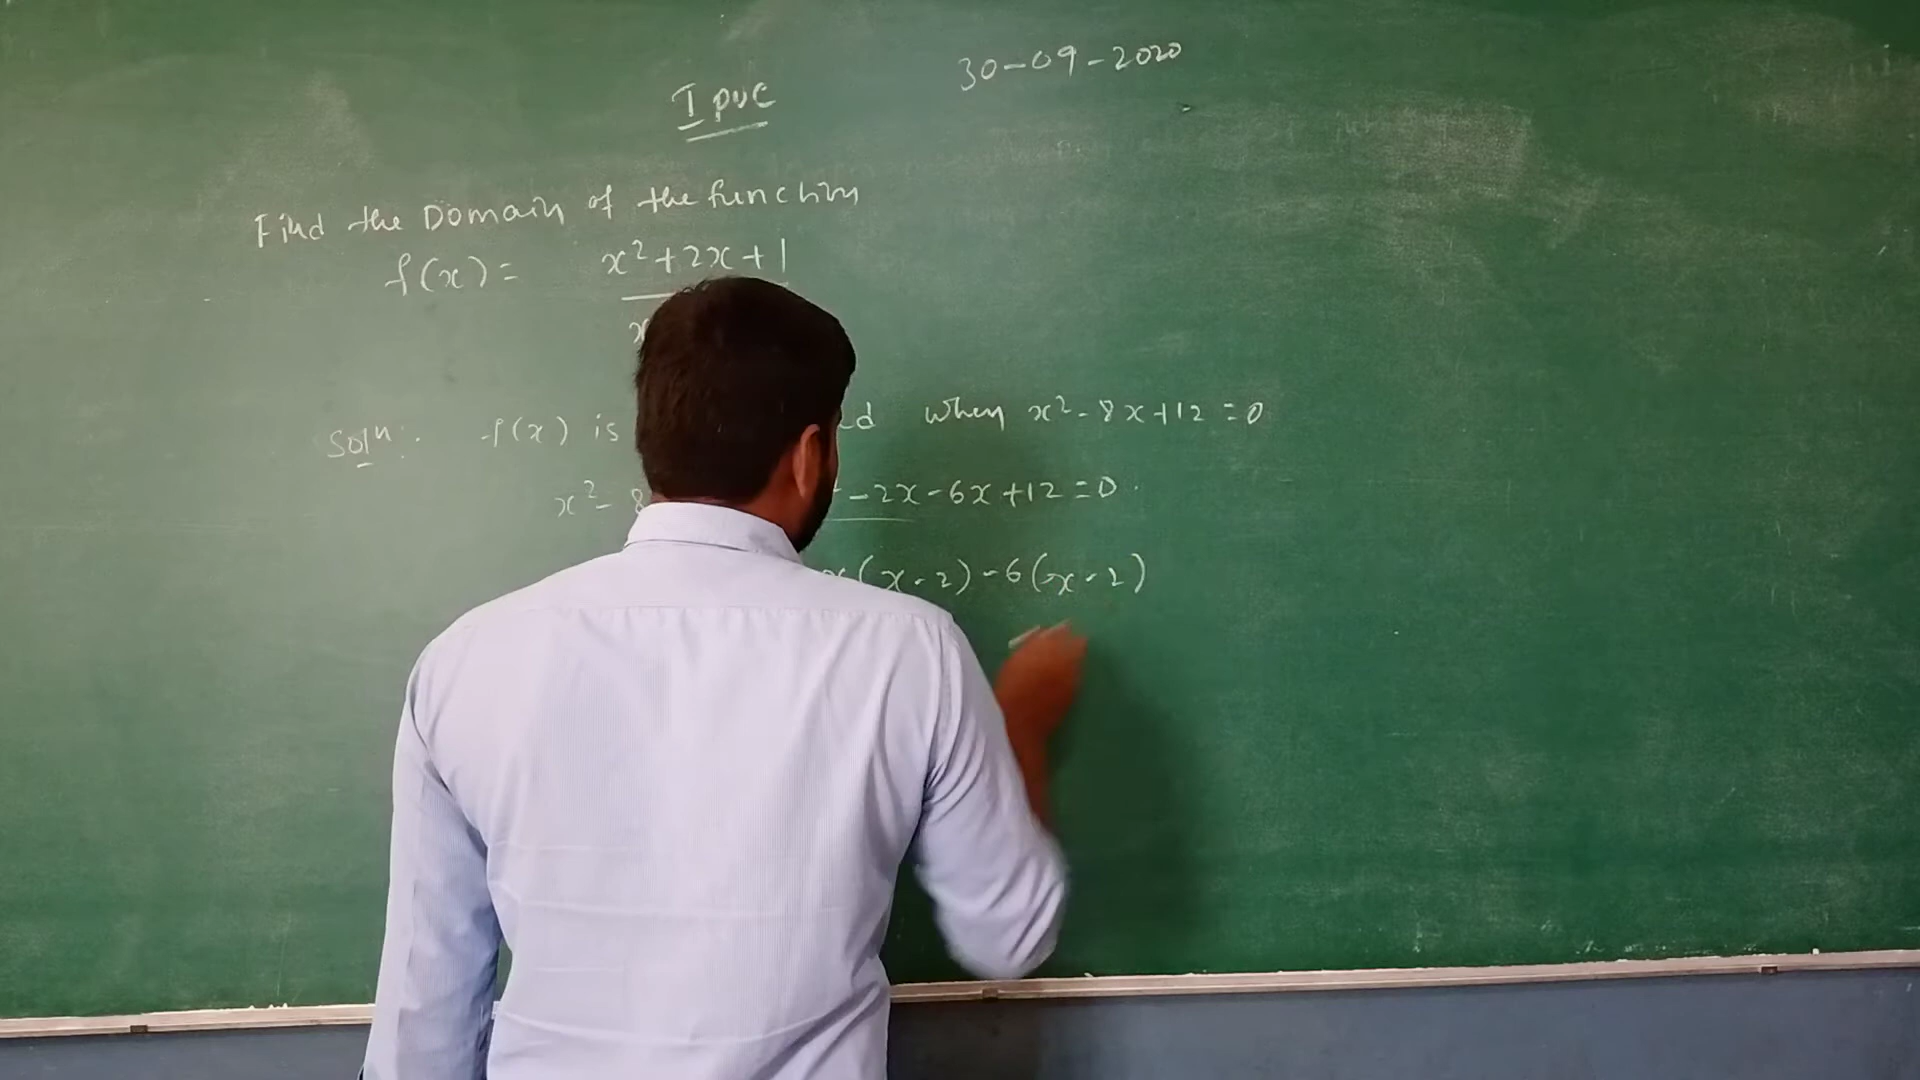 30-09-2020
I PUC
Find the Domain of the function
f(x) = x²+2x+1
x
Solⁿ: f(x) is when x²-8x+12=0
x²-8 -2x-6x+12=0.
x(x-2)-6(x-2)